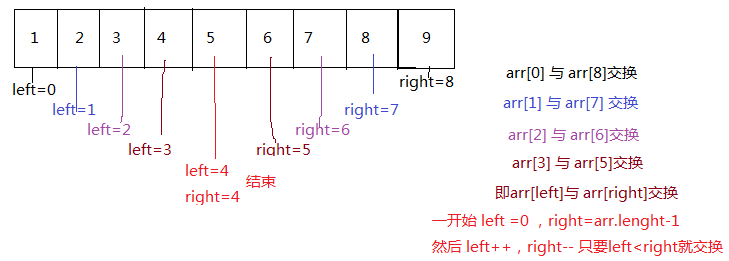 1 2 3 4 5 6 7 8 9
left=0
right=8
left=1
right=7
left=2
right=6
left=3
right=5
left=4
right=4
结束
arr[0] 与 arr[8]交换
arr[1] 与 arr[7] 交换
arr[2] 与 arr[6]交换
arr[3] 与 arr[5]交换
即arr[left]与 arr[right]交换
一开始 left =0 ，right=arr.lenght-1
然后 left++，right-- 只要left<right就交换